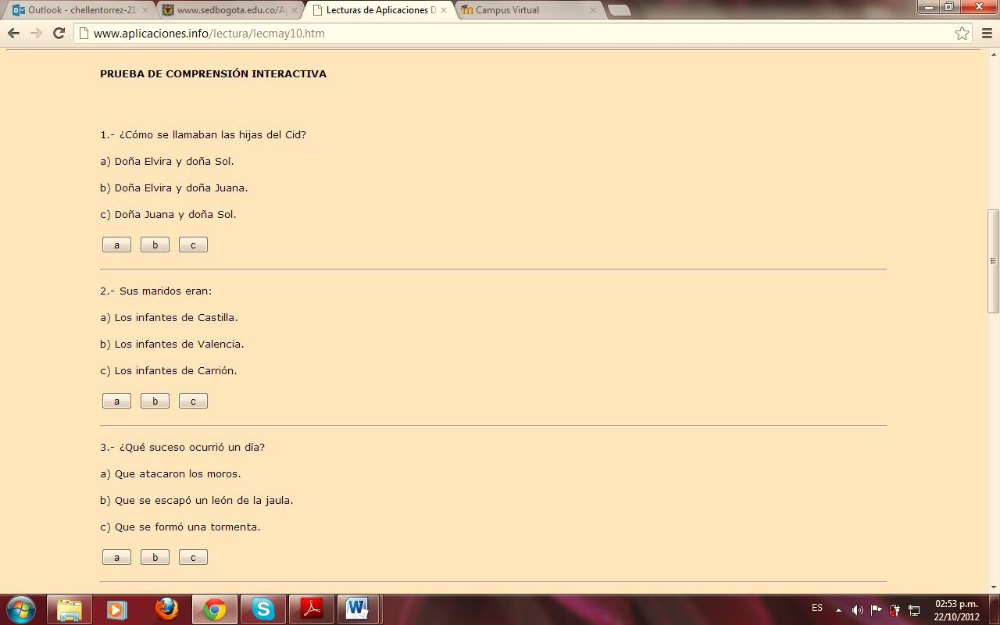 Outlook - chellentorrez-21
www.sedbogota.edu.co/A
Lecturas de Aplicaciones D
Campus Virtual
www.aplicaciones.info/lectura/lecmay10.htm
PRUEBA DE COMPRENSIÓN INTERACTIVA
1.- ¿Cómo se llamaban las hijas del Cid?
a) Doña Elvira y doña Sol.
b) Doña Elvira y doña Juana.
c) Doña Juana y doña Sol.
a b c
2.- Sus maridos eran:
a) Los infantes de Castilla.
b) Los infantes de Valencia.
c) Los infantes de Carrión.
a b c
3.- ¿Qué suceso ocurrió un día?
a) Que atacaron los moros.
b) Que se escapó un león de la jaula.
c) Que se formó una tormenta.
a b c
ES
02:53 p.m.
22/10/2012